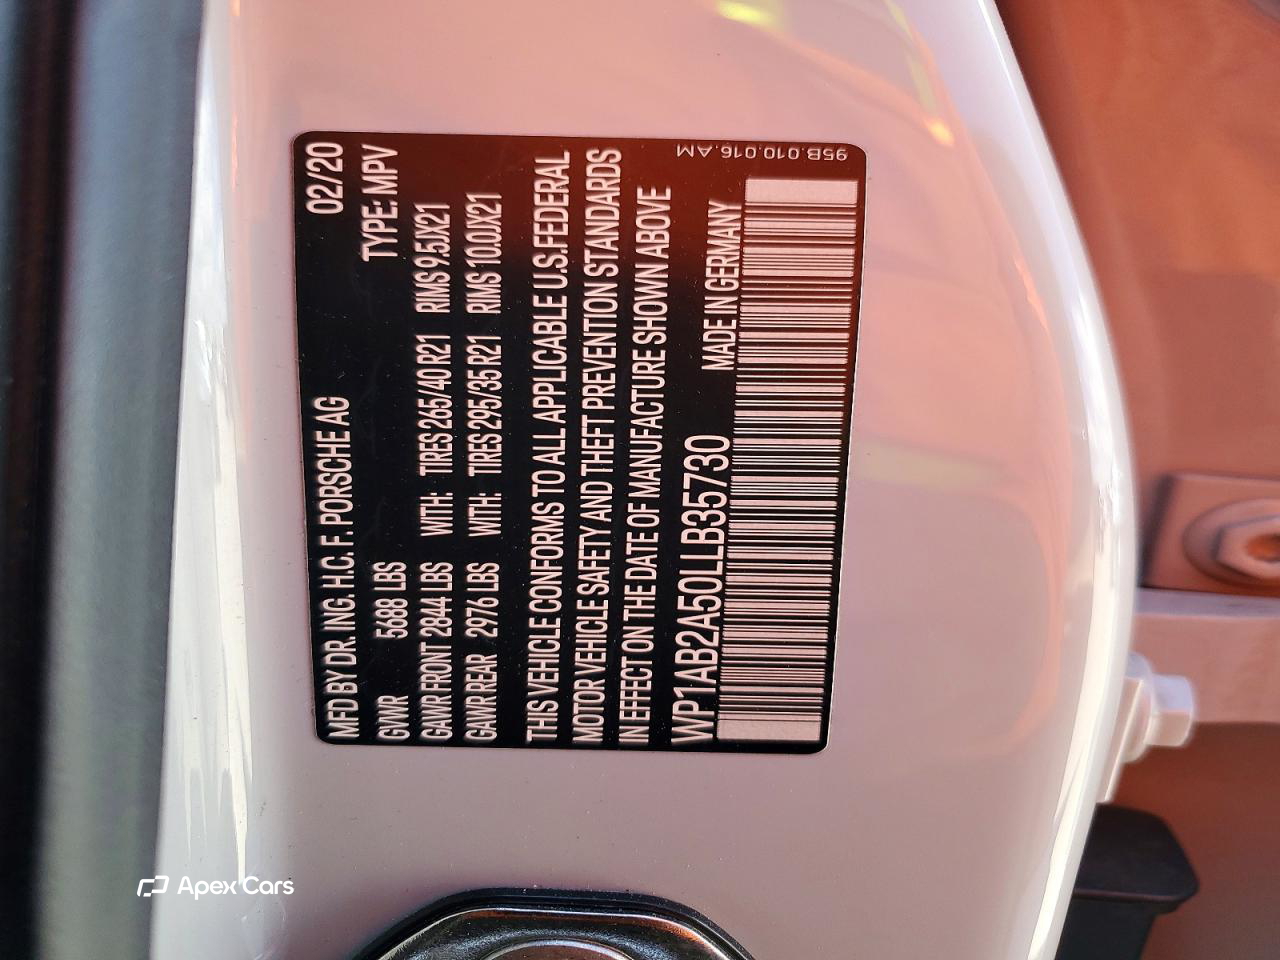 MFD BY DR. ING. H.C. F. PORSCHE AG 02/20
GVWR 5688 LBS TYPE: MPV
GAWR FRONT 2844 LBS WITH: TIRES 265/40 R21 RIMS 9.5JX21
GAWR REAR 2976 LBS WITH: TIRES 295/35 R21 RIMS 10.0JX21
THIS VEHICLE CONFORMS TO ALL APPLICABLE U.S.FEDERAL
MOTOR VEHICLE SAFETY AND THEFT PREVENTION STANDARDS
IN EFFECT ON THE DATE OF MANUFACTURE SHOWN ABOVE
WP1AB2A50LLB35730 MADE IN GERMANY
95B.010.016.AM
Apex Cars